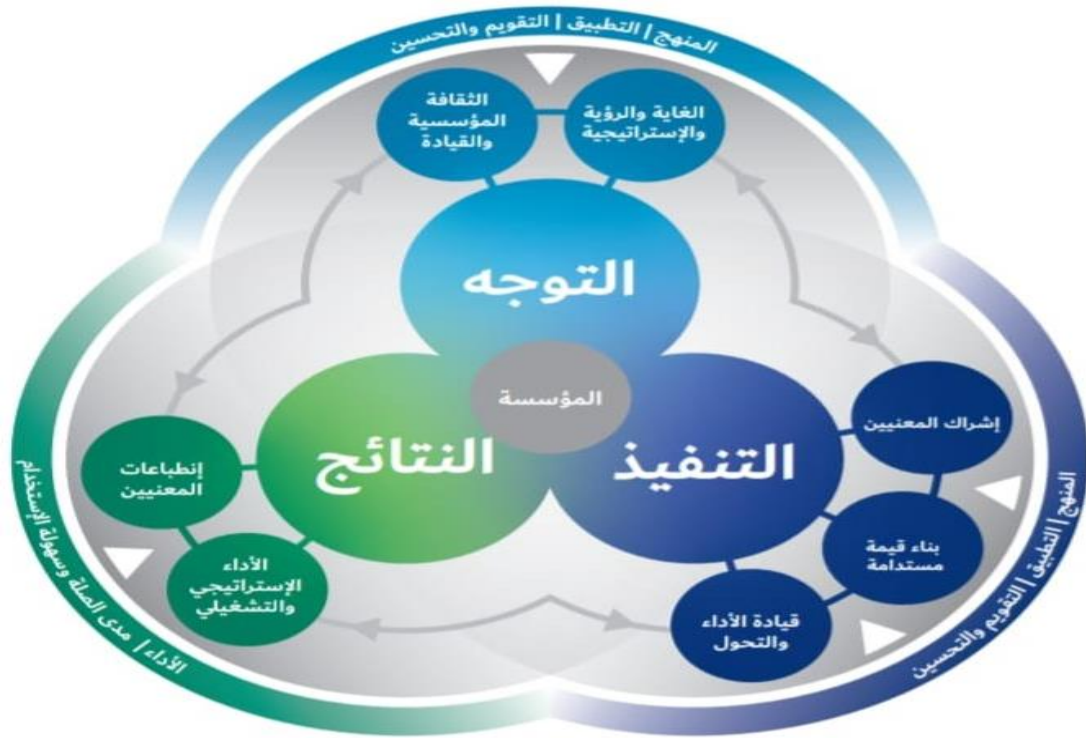 المنهج | التطبيق | التقويم والتحسين
الغاية والرؤية
والإستراتيجية
الثقافة
المؤسسية
والقيادة
التوجه
المؤسسة
التنفيذ
النتائج
إشراك المعنيين
بناء قيمة
مستدامة
قيادة الأداء
والتحول
إنطباعات
المعنيين
الأداء
الإستراتيجي
والتشغيلي
المنهج | التطبيق | التقويم والتحسين
الأداء | مدى الصلة وسهولة الإستخدام